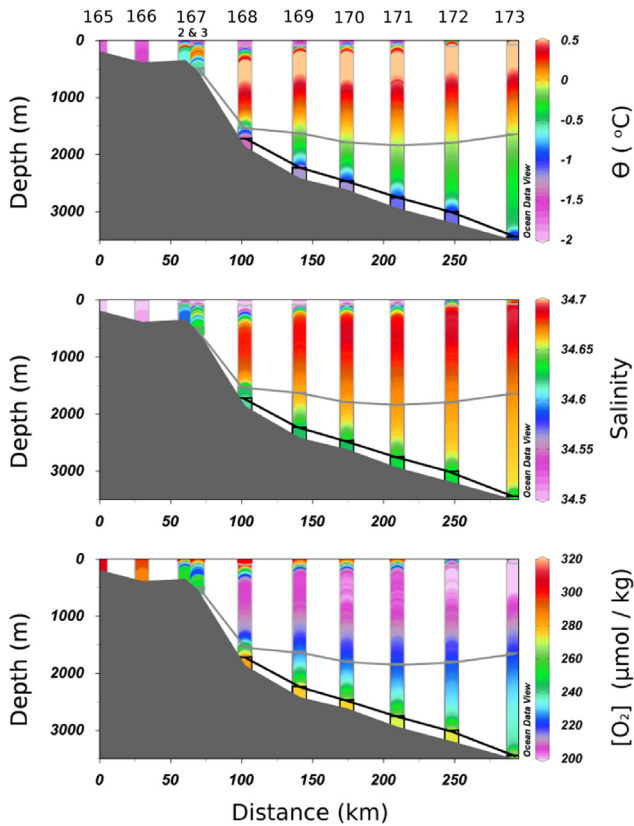 165 166 167 168 169 170 171 172 173
2 & 3
Depth (m)
0
1000
2000
3000
0 50 100 150 200 250
Ocean Data View
0.5
0
-0.5
-1
-1.5
-2
Θ ( °C)
Depth (m)
0
1000
2000
3000
0 50 100 150 200 250
Ocean Data View
34.7
34.65
34.6
34.55
34.5
Salinity
Depth (m)
0
1000
2000
3000
0 50 100 150 200 250
Ocean Data View
320
300
280
260
240
220
200
[O₂] (μmol / kg)
Distance (km)